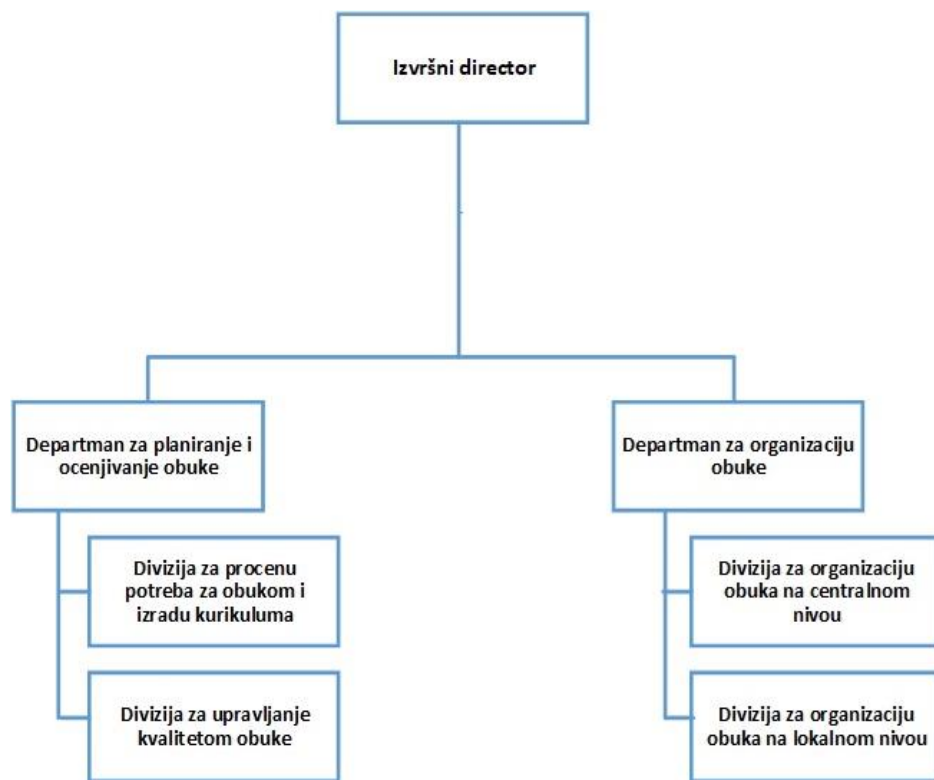 Izvršni director
Departman za planiranje i
ocenjivanje obuke
Departman za organizaciju
obuke
Divizija za procenu
potreba za obukom i
izradu kurikuluma
Divizija za organizaciju
obuka na centralnom
nivou
Divizija za upravljanje
kvalitetom obuke
Divizija za organizaciju
obuka na lokalnom nivou